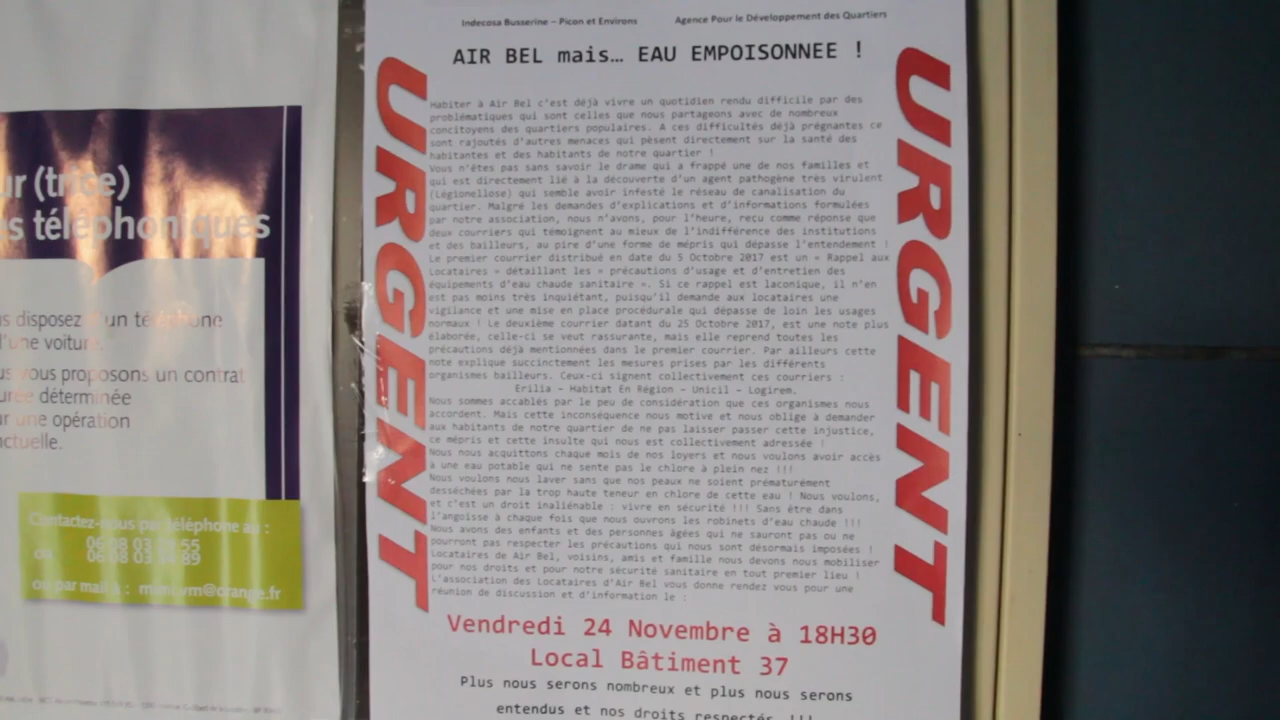 ur (trice)
s téléphoniques
s disposez d'un téléphone
d'une voiture.
us vous proposons un contrat
urée déterminée
ur une opération
nctuelle.
Contactez-nous par téléphone au :
ou
ou par mail à :
Indecosa Busserine – Picon et Environs
Agence Pour le Développement des Quartiers
AIR BEL mais… EAU EMPOISONNEE !
URGENT
Habiter à Air Bel c'est déjà vivre un quotidien rendu difficile par des
problématiques qui sont celles que nous partageons avec de nombreux
concitoyens des quartiers populaires. A ces difficultés déjà prégnantes ce
sont rajoutés d'autres menaces qui pèsent directement sur la santé des
habitantes et des habitants de notre quartier !
Vous n'êtes pas sans savoir le drame qui a frappé une de nos familles et
qui est directement lié à la découverte d'un agent pathogène très virulent
(Légionellose) qui semble avoir infesté le réseau de canalisation du
quartier. Malgré les demandes d'explications et d'informations formulées
par notre association, nous n'avons, pour l'heure, reçu comme réponse que
deux courriers qui témoignent au mieux de l'indifférence des institutions
et des bailleurs, au pire d'une forme de mépris qui dépasse l'entendement !
Le premier courrier distribué en date du 5 Octobre 2017 est un « Rappel aux
Locataires » détaillant les « précautions d'usage et d'entretien des
équipements d'eau chaude sanitaire ». Si ce rappel est laconique, il n'en
est pas moins très inquiétant, puisqu'il demande aux locataires une
vigilance et une mise en place procédurale qui dépasse de loin les usages
normaux ! Le deuxième courrier datant du 25 Octobre 2017, est une note plus
élaborée, celle-ci se veut rassurante, mais elle reprend toutes les
précautions déjà mentionnées dans le premier courrier. Par ailleurs cette
note explique succinctement les mesures prises par les différents
organismes bailleurs. Ceux-ci signent collectivement ces courriers :
Erilia – Habitat En Région – Unicil – Logirem.
Nous sommes accablés par le peu de considération que ces organismes nous
accordent. Mais cette inconséquence nous motive et nous oblige à demander
aux habitants de notre quartier de ne pas laisser passer cette injustice,
ce mépris et cette insulte qui nous est collectivement adressée !
Nous nous acquittons chaque mois de nos loyers et nous voulons avoir accès
à une eau potable qui ne sente pas le chlore à plein nez !!!
Nous voulons nous laver sans que nos peaux ne soient prématurément
desséchées par la trop haute teneur en chlore de cette eau ! Nous voulons,
et c'est un droit inaliénable : vivre en sécurité !!! Sans être dans
l'angoisse à chaque fois que nous ouvrons les robinets d'eau chaude !!!
Nous avons des enfants et des personnes âgées qui ne sauront pas ou ne
pourront pas respecter les précautions qui nous sont désormais imposées !
Locataires de Air Bel, voisins, amis et famille nous devons nous mobiliser
pour nos droits et pour notre sécurité sanitaire en tout premier lieu !
L'association des Locataires d'Air Bel vous donne rendez vous pour une
réunion de discussion et d'information le :
URGENT
Vendredi 24 Novembre à 18H30
Local Bâtiment 37
Plus nous serons nombreux et plus nous serons
entendus et nos droits respectés !!!